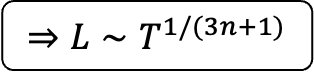 ⇒ L ~ T^{1/(3n+1)}